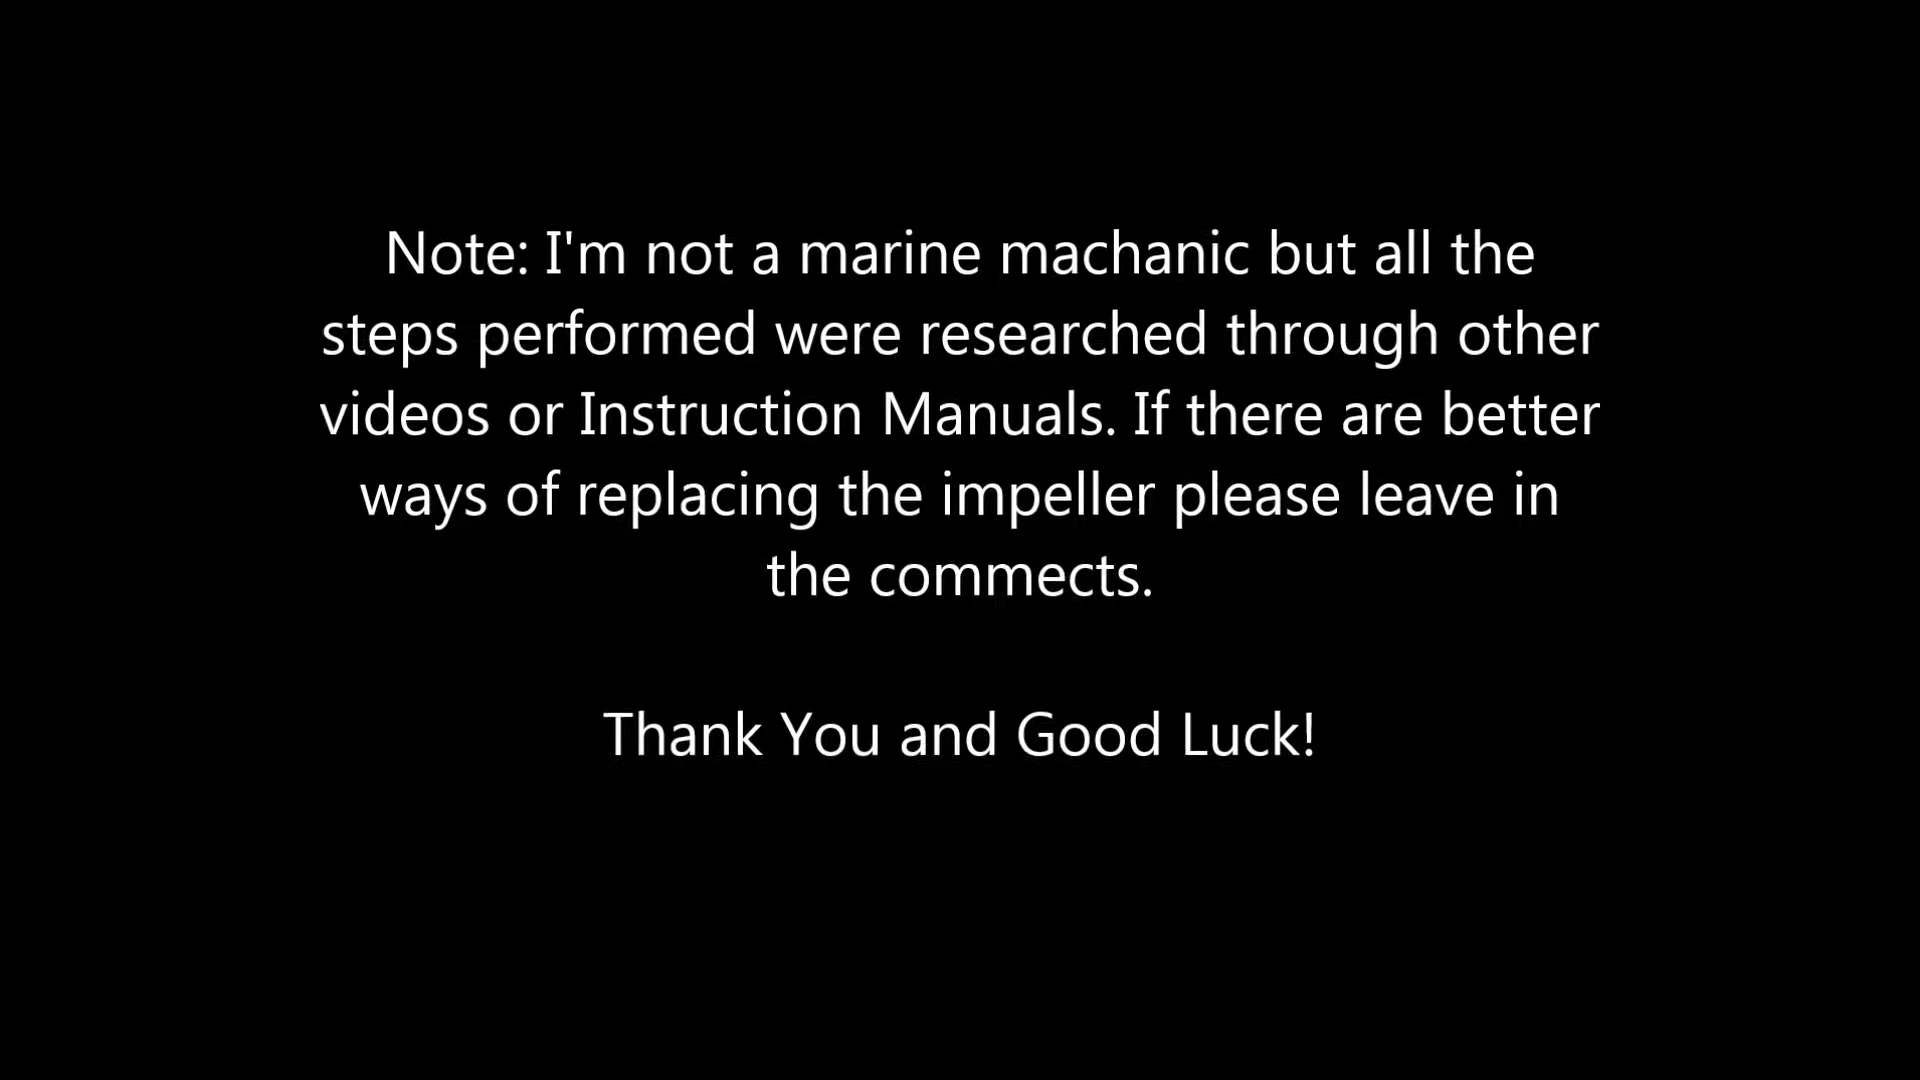 Note: I'm not a marine machanic but all the
steps performed were researched through other
videos or Instruction Manuals. If there are better
ways of replacing the impeller please leave in
the commects.
Thank You and Good Luck!